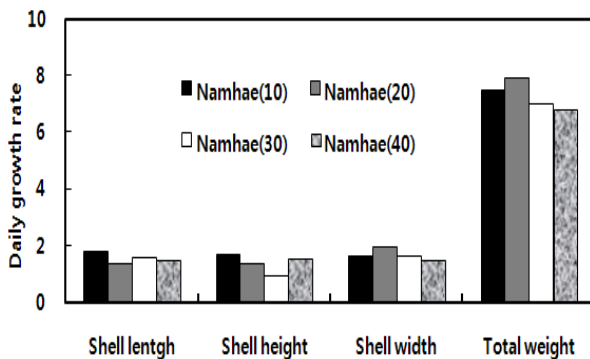 Daily growth rate
10
8
6
4
2
0
Namhae(10) Namhae(20)
Namhae(30) Namhae(40)
Shell lentgh Shell height Shell width Total weight